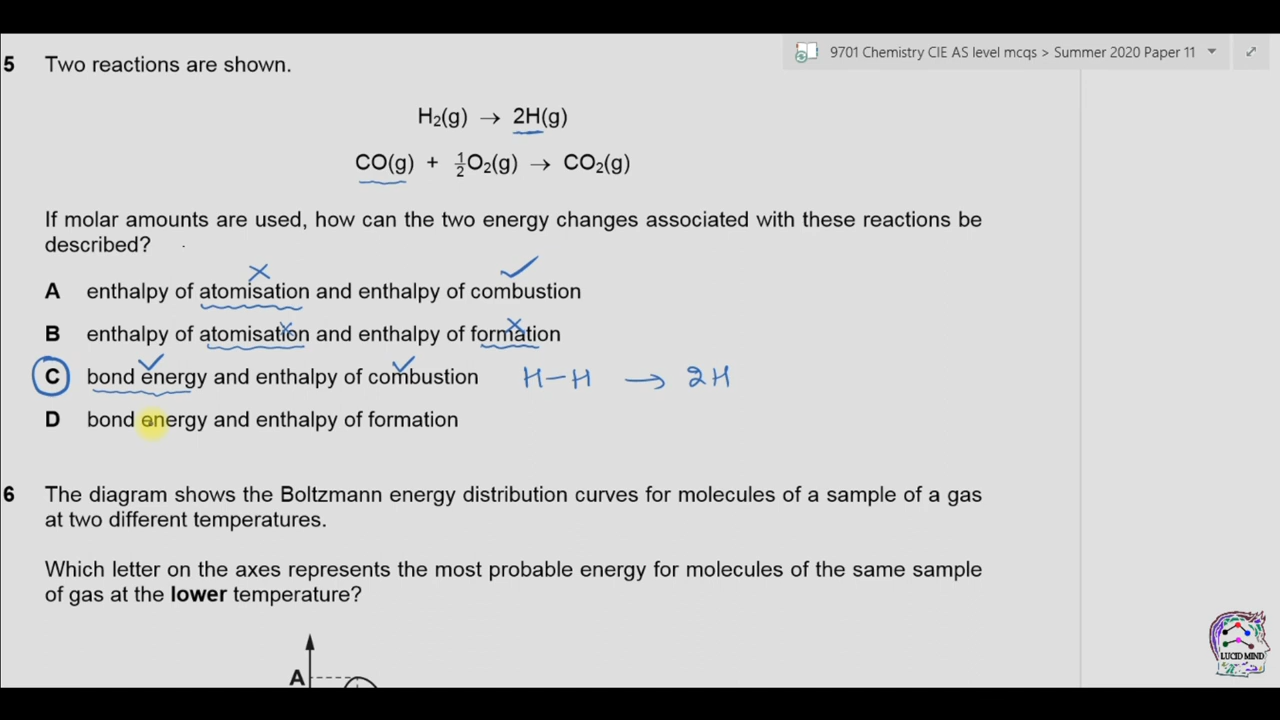 9701 Chemistry CIE AS level mcqs > Summer 2020 Paper 11
5 Two reactions are shown.
H₂(g) → 2H(g)
CO(g) + ½O₂(g) → CO₂(g)
If molar amounts are used, how can the two energy changes associated with these reactions be
described?
A enthalpy of atomisation and enthalpy of combustion
B enthalpy of atomisation and enthalpy of formation
C bond energy and enthalpy of combustion H–H → 2H
D bond energy and enthalpy of formation
6 The diagram shows the Boltzmann energy distribution curves for molecules of a sample of a gas
at two different temperatures.
Which letter on the axes represents the most probable energy for molecules of the same sample
of gas at the lower temperature?
A
LUCID MIND